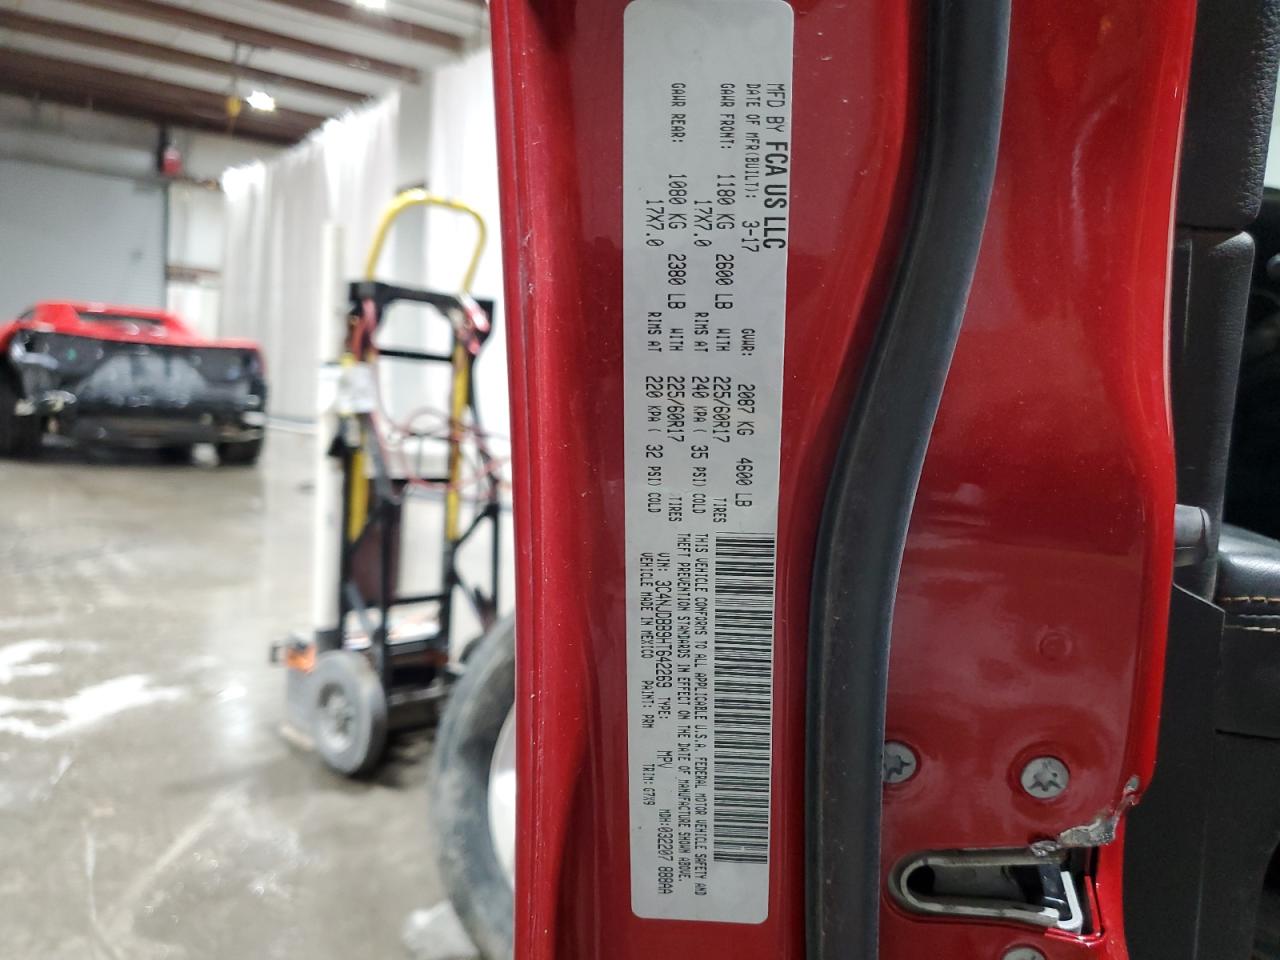 MFD BY FCA US LLC
DATE OF MFR(BUILT): 3-17 GVWR: 2087 KG 4600 LB
GAWR FRONT: 1180 KG 2600 LB WITH 225/60R17 TIRES
17X7.0 RIMS AT 240 KPA ( 35 PSI) COLD
GAWR REAR: 1080 KG 2380 LB WITH 225/60R17 TIRES
17X7.0 RIMS AT 220 KPA ( 32 PSI) COLD
THIS VEHICLE CONFORMS TO ALL APPLICABLE U.S.A. FEDERAL MOTOR VEHICLE SAFETY AND
THEFT PREVENTION STANDARDS IN EFFECT ON THE DATE OF MANUFACTURE SHOWN ABOVE.
VIN: 3C4NJDBB9HT642269 TYPE: MPV MDH:032207 888AA
VEHICLE MADE IN MEXICO PAINT: PRM TRIM: G7X9